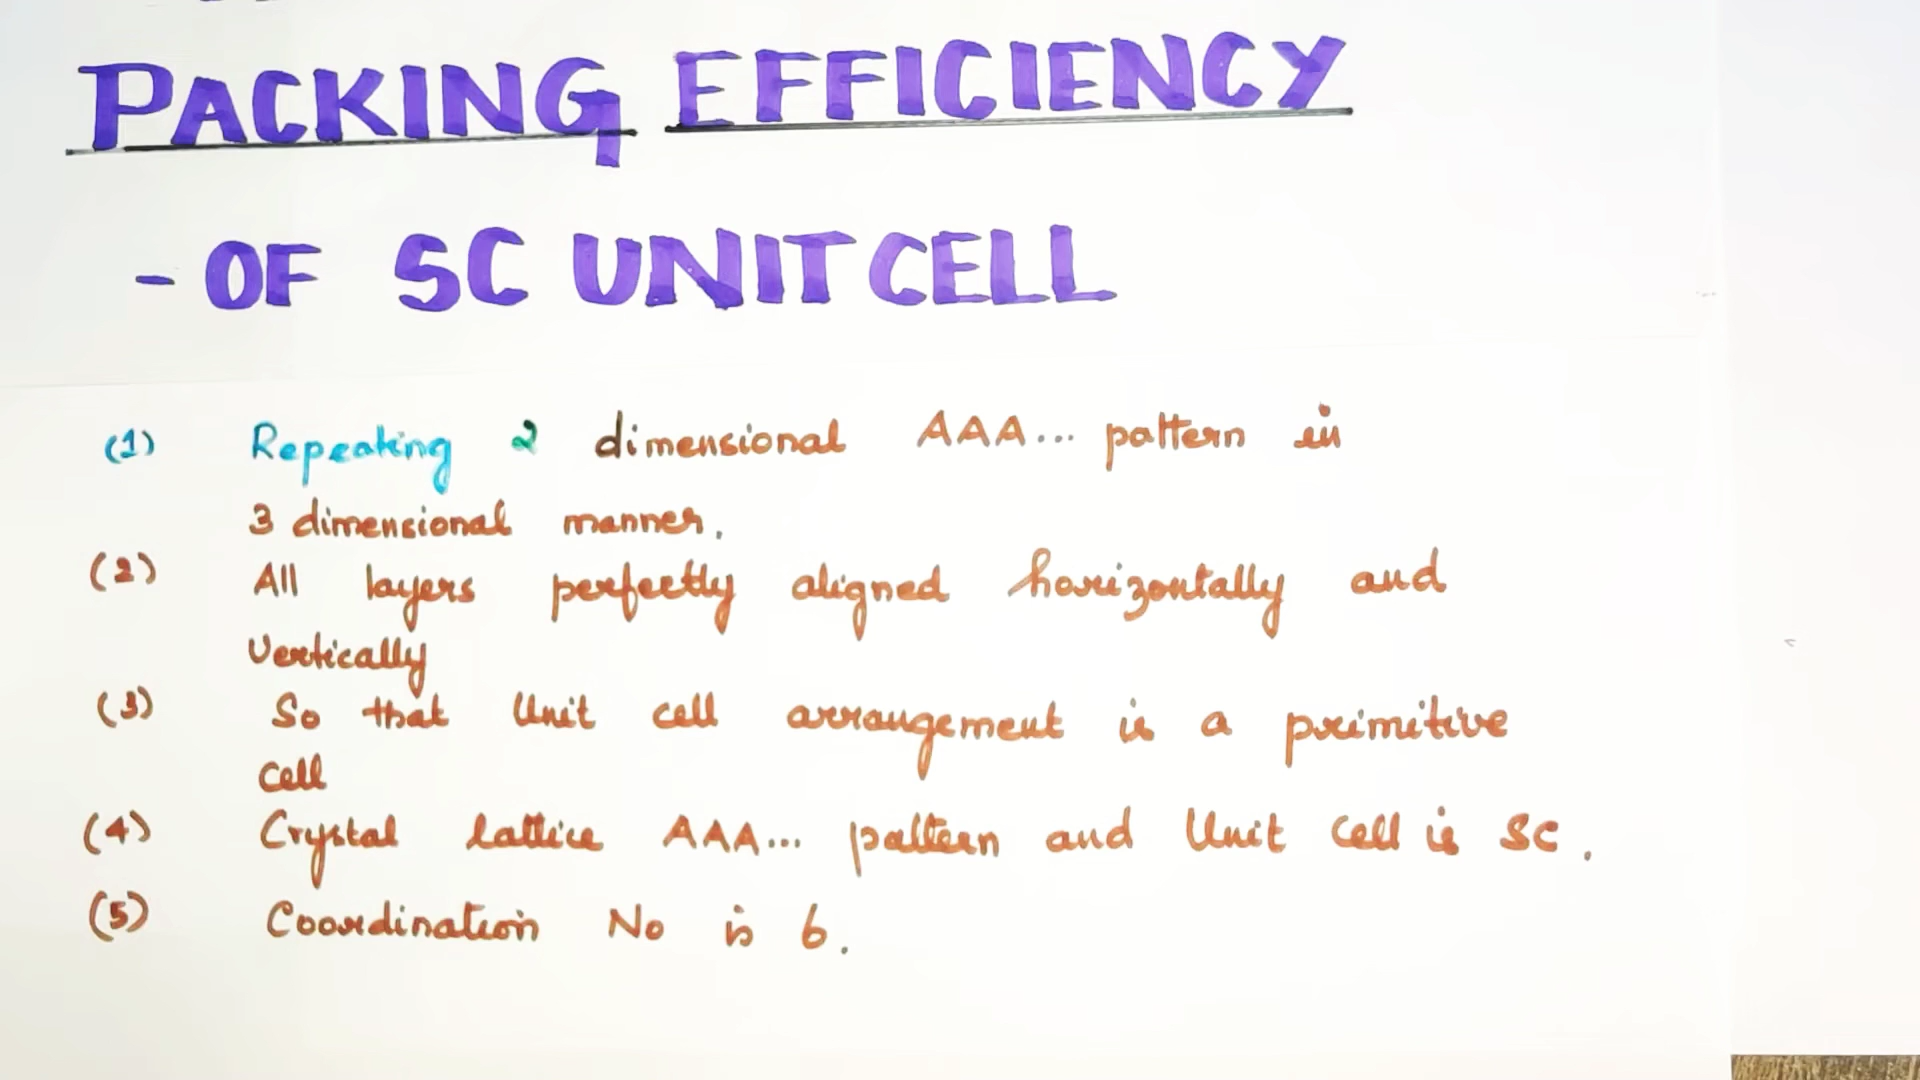 PACKING EFFICIENCY
- OF SC UNIT CELL
(1) Repeating 2 dimensional AAA... pattern in
3 dimensional manner.
(2) All layers perfectly aligned horizontally and
Vertically
(3) So that Unit cell arrangement is a primitive
Cell
(4) Crystal lattice AAA... pattern and Unit Cell is SC.
(5) Coordination No is 6.